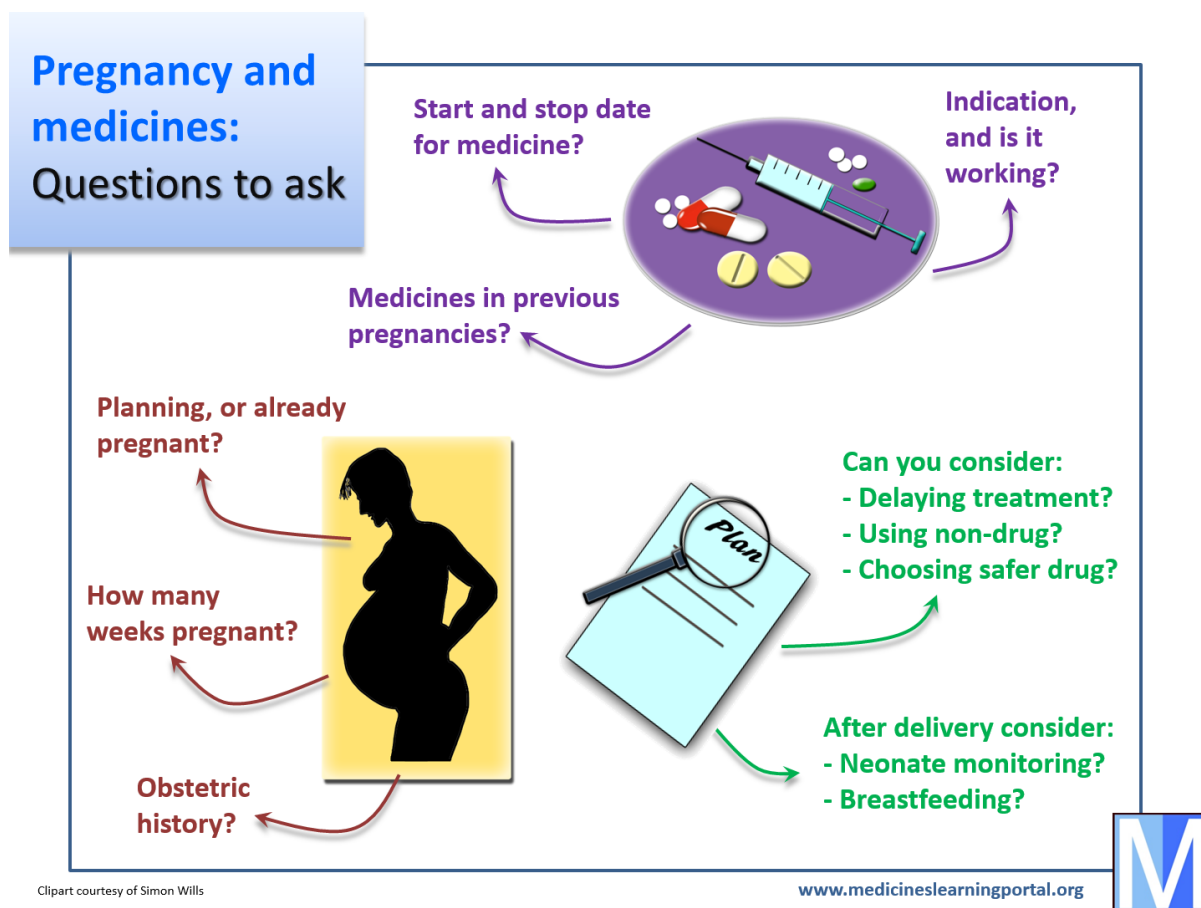 Pregnancy and
medicines:
Questions to ask
Start and stop date
for medicine?
Indication,
and is it
working?
Medicines in previous
pregnancies?
Planning, or already
pregnant?
How many
weeks pregnant?
Obstetric
history?
Plan
Can you consider:
- Delaying treatment?
- Using non-drug?
- Choosing safer drug?
After delivery consider:
- Neonate monitoring?
- Breastfeeding?
Clipart courtesy of Simon Wills
www.medicineslearningportal.org
M